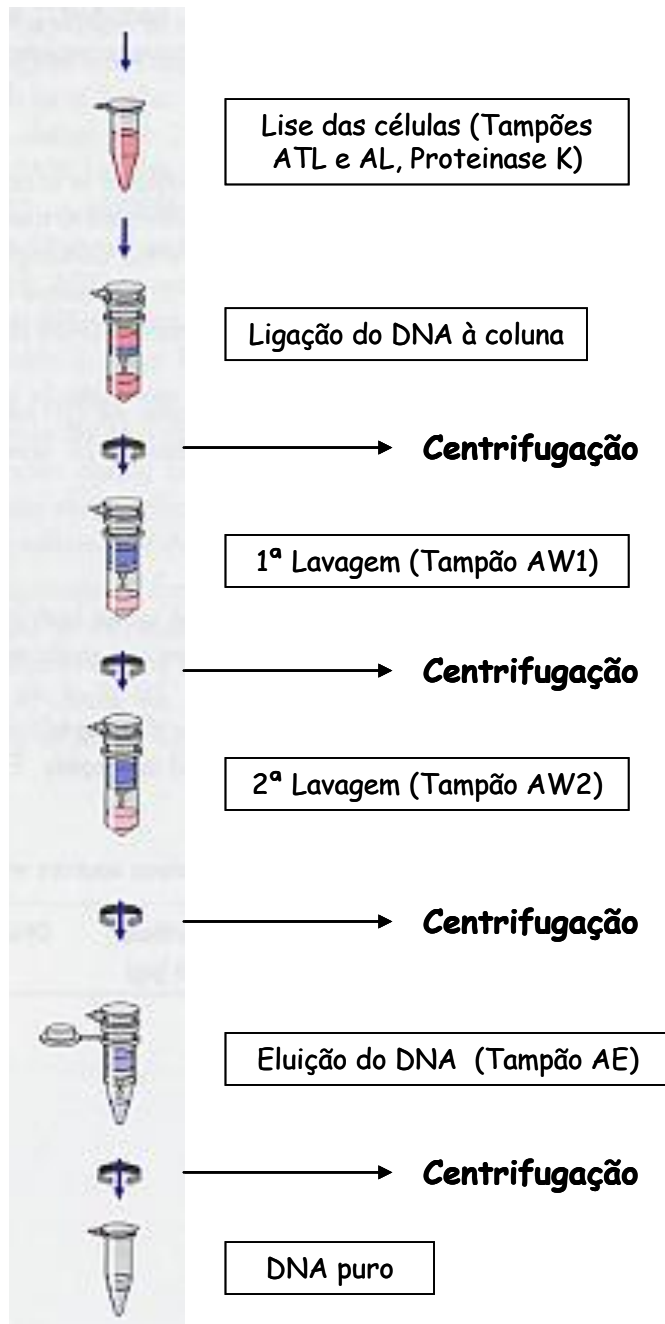 Lise das células (Tampões
ATL e AL, Proteinase K)
Ligação do DNA à coluna
Centrifugação
1ª Lavagem (Tampão AW1)
Centrifugação
2ª Lavagem (Tampão AW2)
Centrifugação
Eluição do DNA (Tampão AE)
Centrifugação
DNA puro